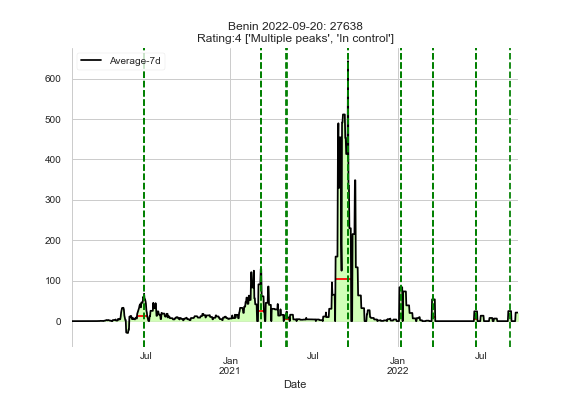 Benin 2022-09-20: 27638
Rating:4 ['Multiple peaks', 'In control']
Average-7d
600
500
400
300
200
100
0
Jul
Jan
2021
Jul
Jan
2022
Jul
Date